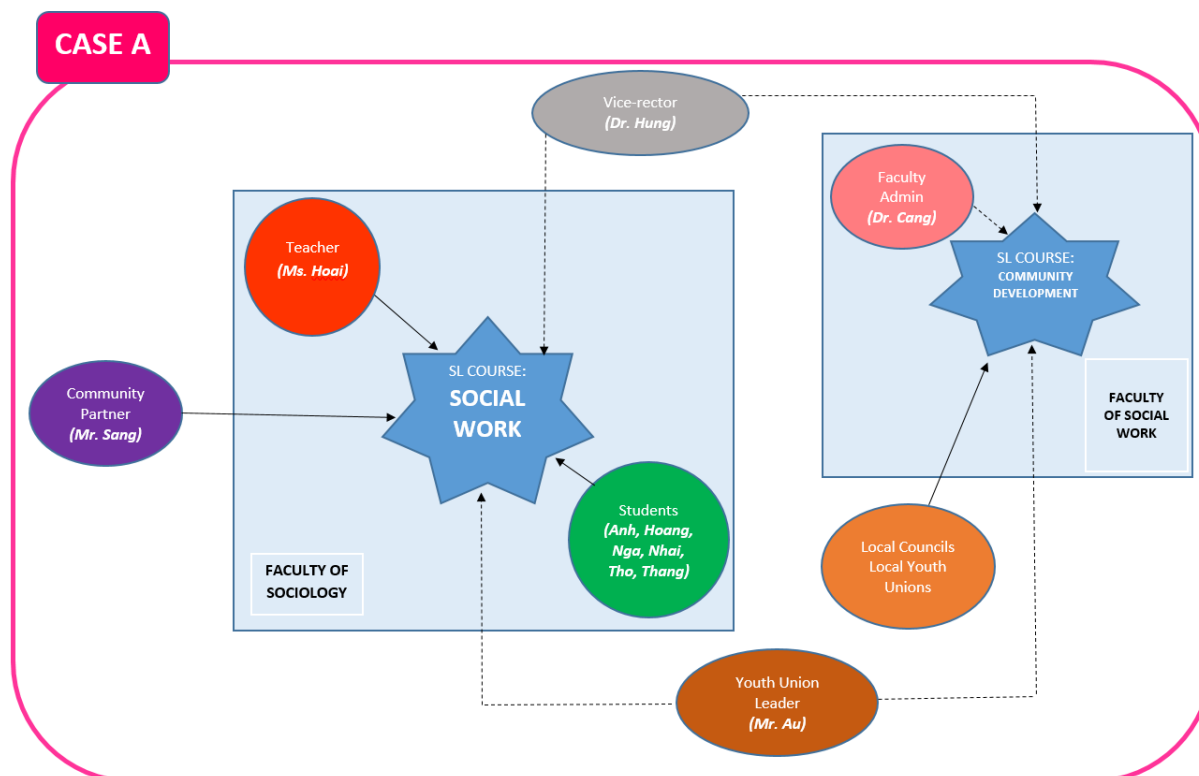 CASE A
Vice-rector
(Dr. Hung)
Faculty
Admin
(Dr. Cang)
Teacher
(Ms. Hoai)
SL COURSE:
COMMUNITY
DEVELOPMENT
SL COURSE:
SOCIAL
WORK
Community
Partner
(Mr. Sang)
FACULTY
OF SOCIAL
WORK
Students
(Anh, Hoang,
Nga, Nhai,
Tho, Thang)
Local Councils
Local Youth
Unions
FACULTY OF
SOCIOLOGY
Youth Union
Leader
(Mr. Au)